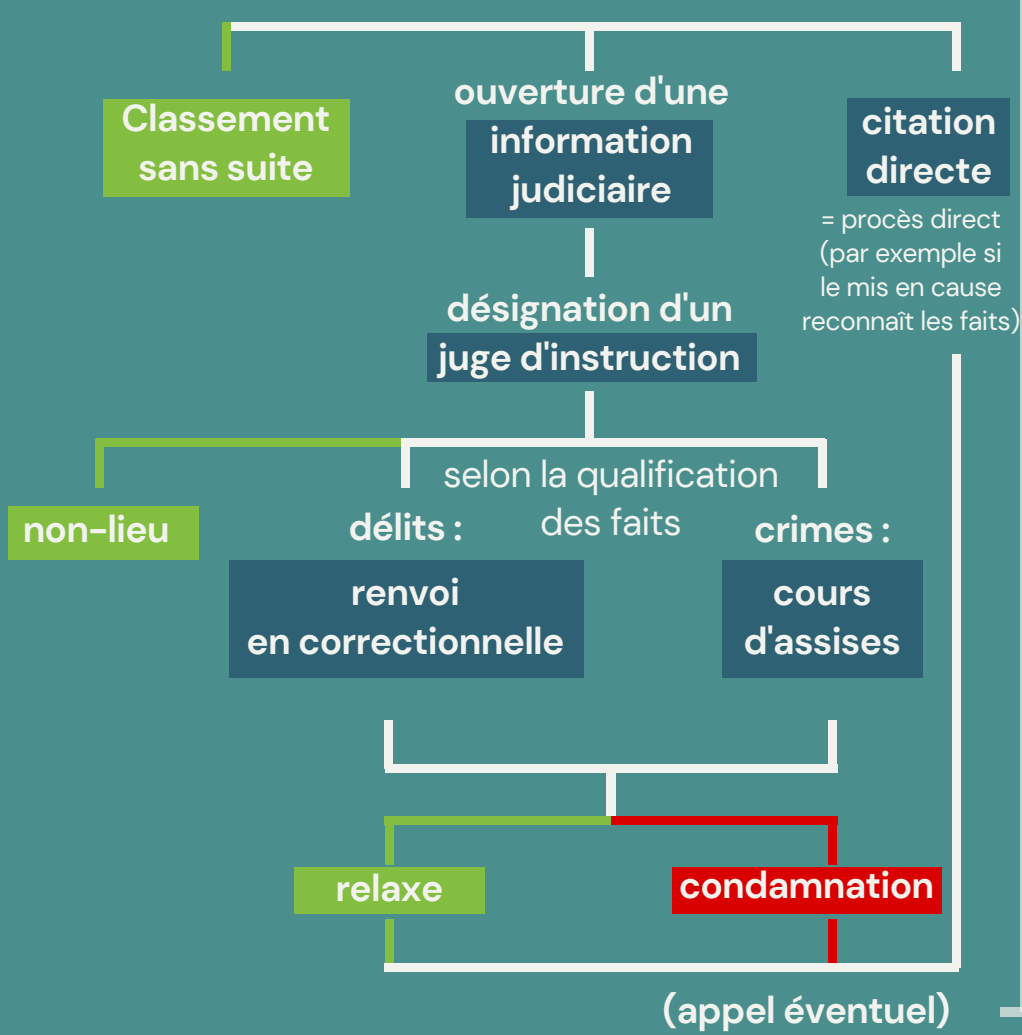 Classement
sans suite
ouverture d'une
information
judiciaire
citation
directe
= procès direct
(par exemple si
le mis en cause
reconnaît les faits)
désignation d'un
juge d'instruction
selon la qualification
des faits
non-lieu
délits :
renvoi
en correctionnelle
crimes :
cours
d'assises
relaxe
condamnation
(appel éventuel)